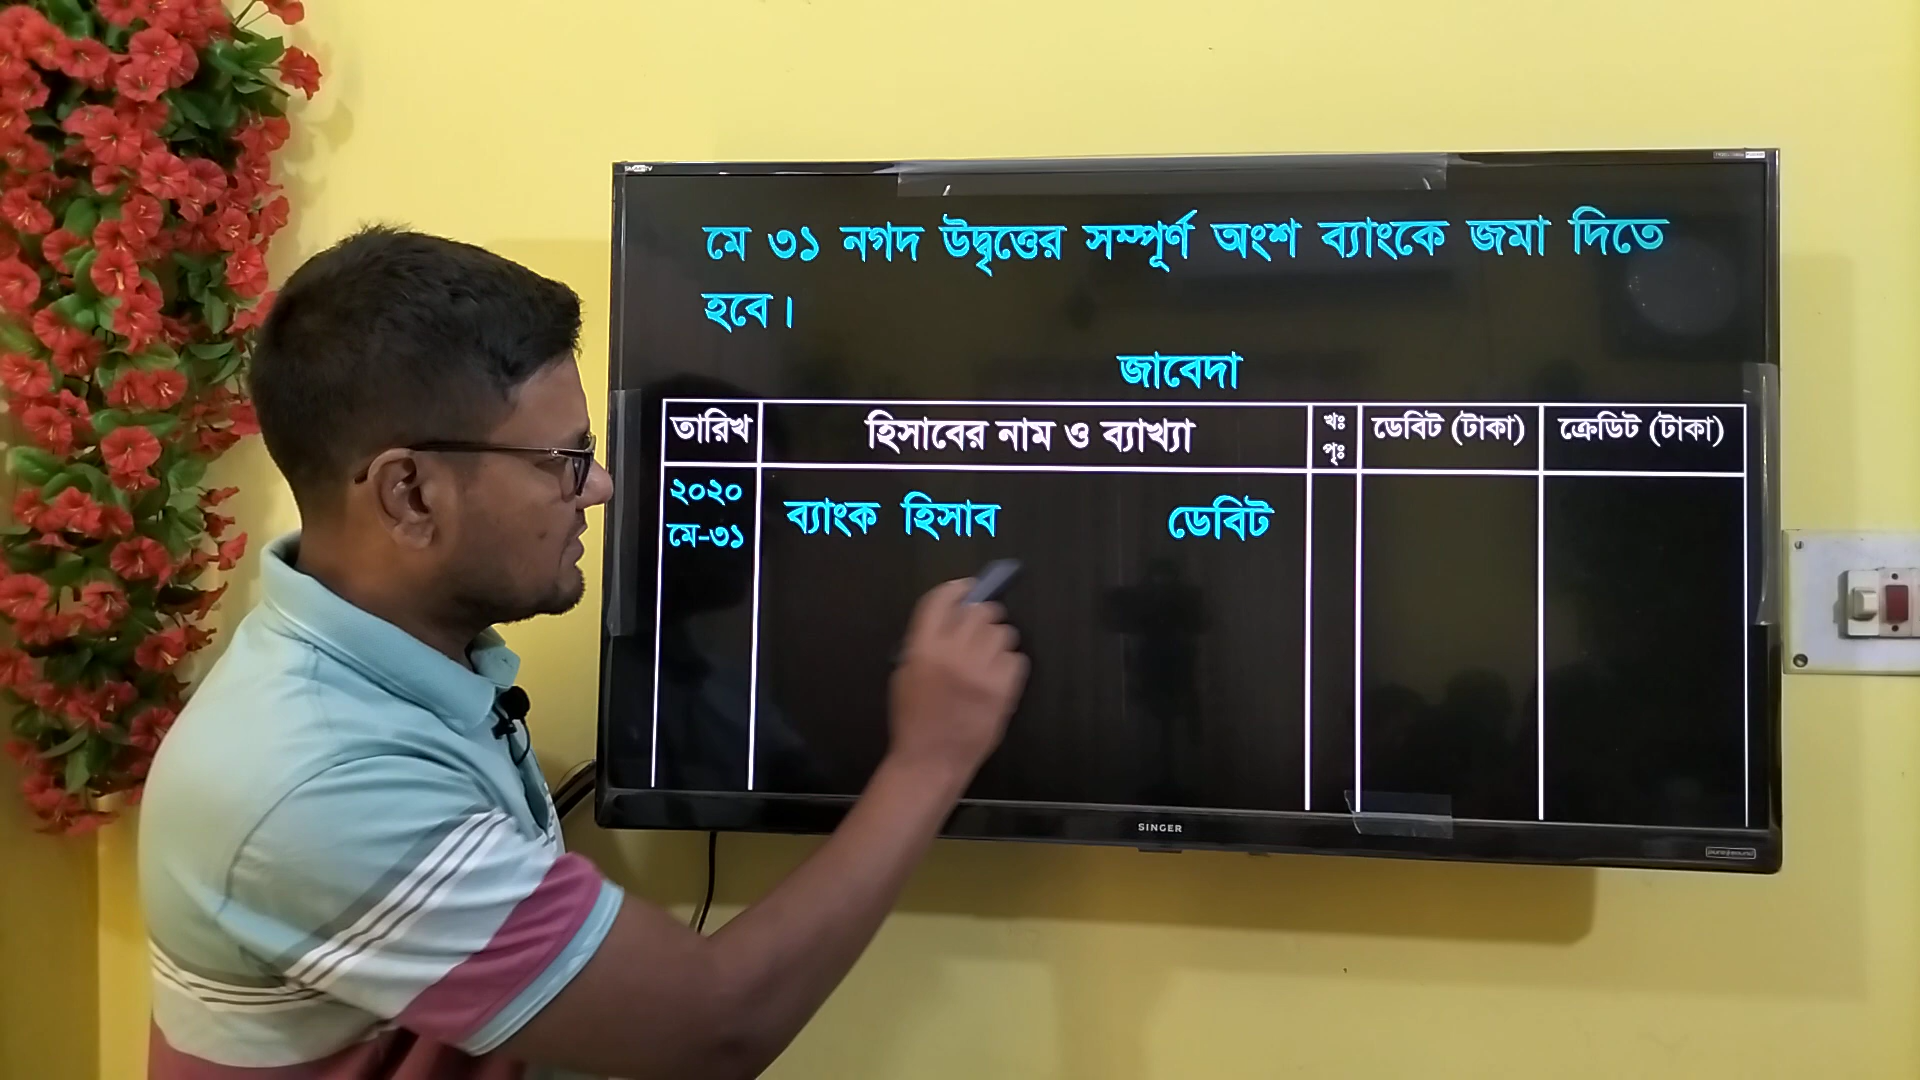 মে ৩১ নগদ উদ্বৃত্তের সম্পূর্ণ অংশ ব্যাংকে জমা দিতে
হবে।
জাবেদা
তারিখ হিসাবের নাম ও ব্যাখ্যা খঃ পৃঃ ডেবিট (টাকা) ক্রেডিট (টাকা)
২০২০
মে-৩১ ব্যাংক হিসাব ডেবিট
SINGER